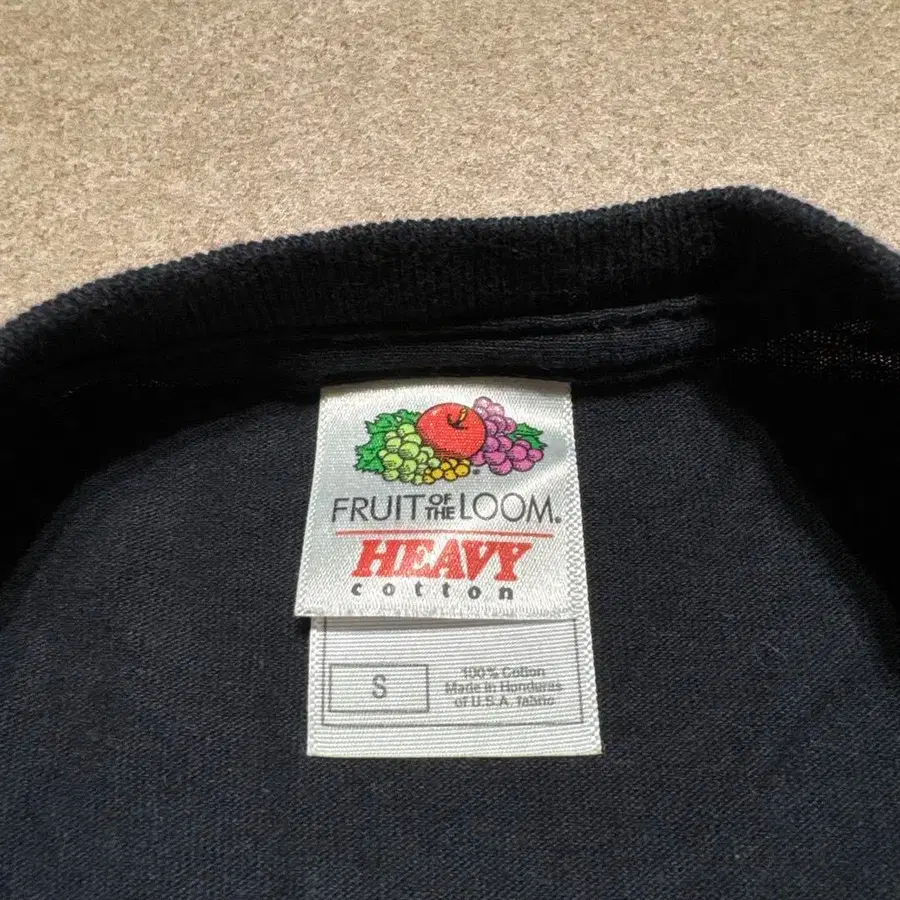 FRUIT OF THE LOOM®
HEAVY
cotton
S
100% Cotton
Made in Honduras
of U.S.A. fabric